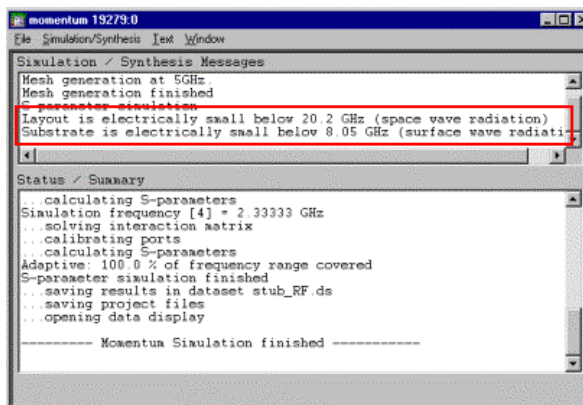 momentum 19279:0
File Simulation/Synthesis Text Window
Simulation / Synthesis Messages
Mesh generation at 5GHz.
Mesh generation finished
S-parameter simulation
Layout is electrically small below 20.2 GHz (space wave radiation)
Substrate is electrically small below 8.05 GHz (surface wave radiati
Status / Summary
...calculating S-parameters
Simulation frequency [4] = 2.33333 GHz
...solving interaction matrix
...calibrating ports
...calculating S-parameters
Adaptive: 100.0 % of frequency range covered
S-parameter simulation finished
...saving results in dataset stub_RF.ds
...saving project files
...opening data display
--------- Momentum Simulation finished -----------